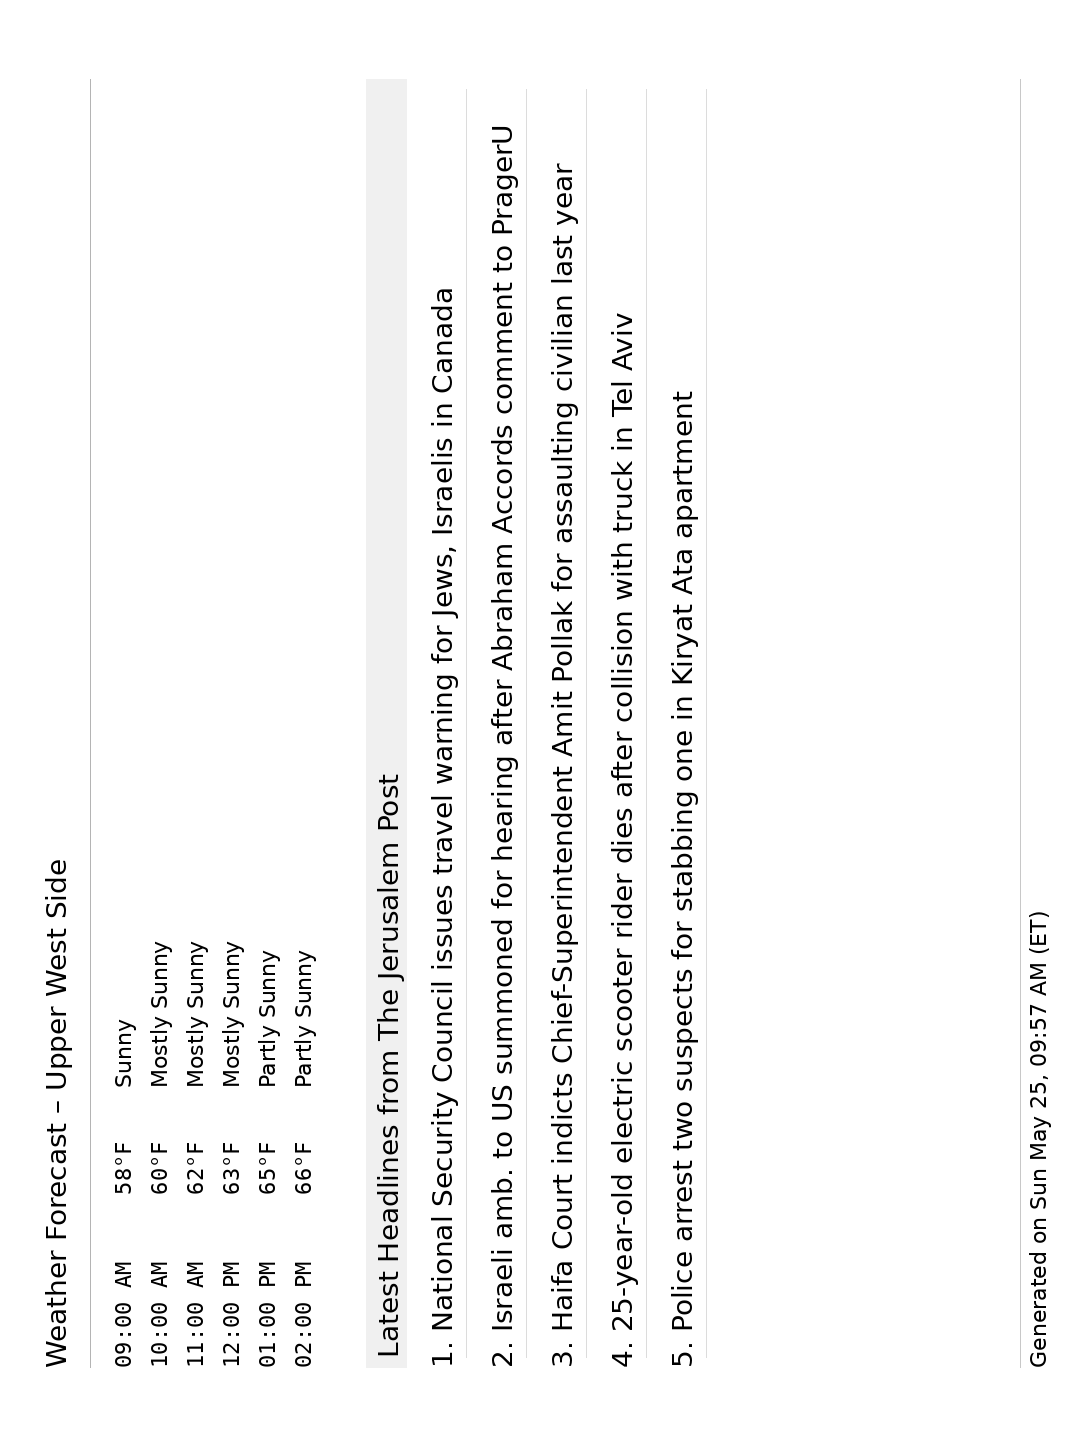 Weather Forecast – Upper West Side
09:00 AM 58°F Sunny
10:00 AM 60°F Mostly Sunny
11:00 AM 62°F Mostly Sunny
12:00 PM 63°F Mostly Sunny
01:00 PM 65°F Partly Sunny
02:00 PM 66°F Partly Sunny
Latest Headlines from The Jerusalem Post
1. National Security Council issues travel warning for Jews, Israelis in Canada
2. Israeli amb. to US summoned for hearing after Abraham Accords comment to PragerU
3. Haifa Court indicts Chief-Superintendent Amit Pollak for assaulting civilian last year
4. 25-year-old electric scooter rider dies after collision with truck in Tel Aviv
5. Police arrest two suspects for stabbing one in Kiryat Ata apartment
Generated on Sun May 25, 09:57 AM (ET)